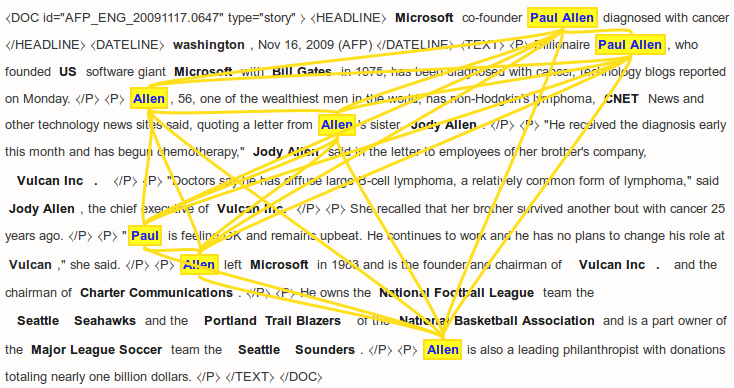 〈DOC id="AFP_ENG_20091117.0647" type="story" 〉 〈HEADLINE〉 Microsoft co-founder Paul Allen diagnosed with cancer
〈/HEADLINE〉 〈DATELINE〉 washington , Nov 16, 2009 (AFP) 〈/DATELINE〉 〈TEXT〉 〈P〉 Billionaire Paul Allen , who
founded US software giant Microsoft with Bill Gates in 1975, has been diagnosed with cancer, technology blogs reported
on Monday. 〈/P〉 〈P〉 Allen , 56, one of the wealthiest men in the world, has non-Hodgkin's lymphoma, CNET News and
other technology news sites said, quoting a letter from Allen 's sister, Jody Allen . 〈/P〉 〈P〉 "He received the diagnosis early
this month and has begun chemotherapy," Jody Allen said in the letter to employees of her brother's company,
Vulcan Inc . 〈/P〉 〈P〉 "Doctors say he has diffuse large B-cell lymphoma, a relatively common form of lymphoma," said
Jody Allen , the chief executive of Vulcan Inc. 〈/P〉 〈P〉 She recalled that her brother survived another bout with cancer 25
years ago. 〈/P〉 〈P〉 " Paul is feeling OK and remains upbeat. He continues to work and he has no plans to change his role at
Vulcan ," she said. 〈/P〉 〈P〉 Allen left Microsoft in 1983 and is the founder and chairman of Vulcan Inc . and the
chairman of Charter Communications . 〈/P〉 〈P〉 He owns the National Football League team the
Seattle Seahawks and the Portland Trail Blazers of the National Basketball Association and is a part owner of
the Major League Soccer team the Seattle Sounders . 〈/P〉 〈P〉 Allen is also a leading philanthropist with donations
totaling nearly one billion dollars. 〈/P〉 〈/TEXT〉 〈/DOC〉